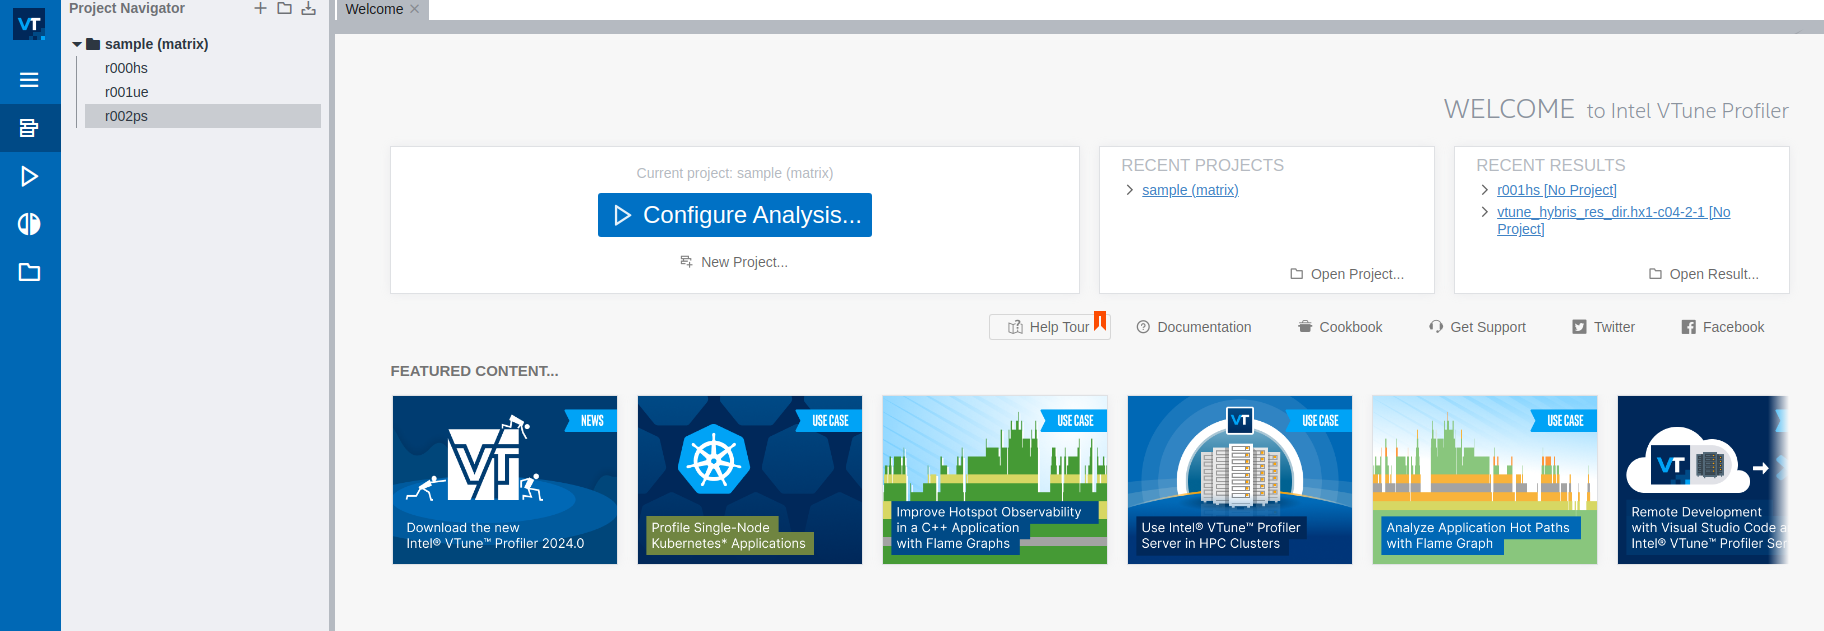 VT
Project Navigator
sample (matrix)
r000hs
r001ue
r002ps
Welcome
WELCOME to Intel VTune Profiler
Current project: sample (matrix)
Configure Analysis...
New Project...
RECENT PROJECTS
sample (matrix)
Open Project...
RECENT RESULTS
r001hs [No Project]
vtune_hybris_res_dir.hx1-c04-2-1 [No
Project]
Open Result...
Help Tour
Documentation
Cookbook
Get Support
Twitter
Facebook
FEATURED CONTENT...
NEWS
VT
Download the new
Intel® VTune™ Profiler 2024.0
USE CASE
Profile Single-Node
Kubernetes* Applications
USE CASE
Improve Hotspot Observability
in a C++ Application
with Flame Graphs
VT
USE CASE
Use Intel® VTune™ Profiler
Server in HPC Clusters
USE CASE
Analyze Application Hot Paths
with Flame Graph
VT
Remote Development
with Visual Studio Code
Intel® VTune™ Profiler